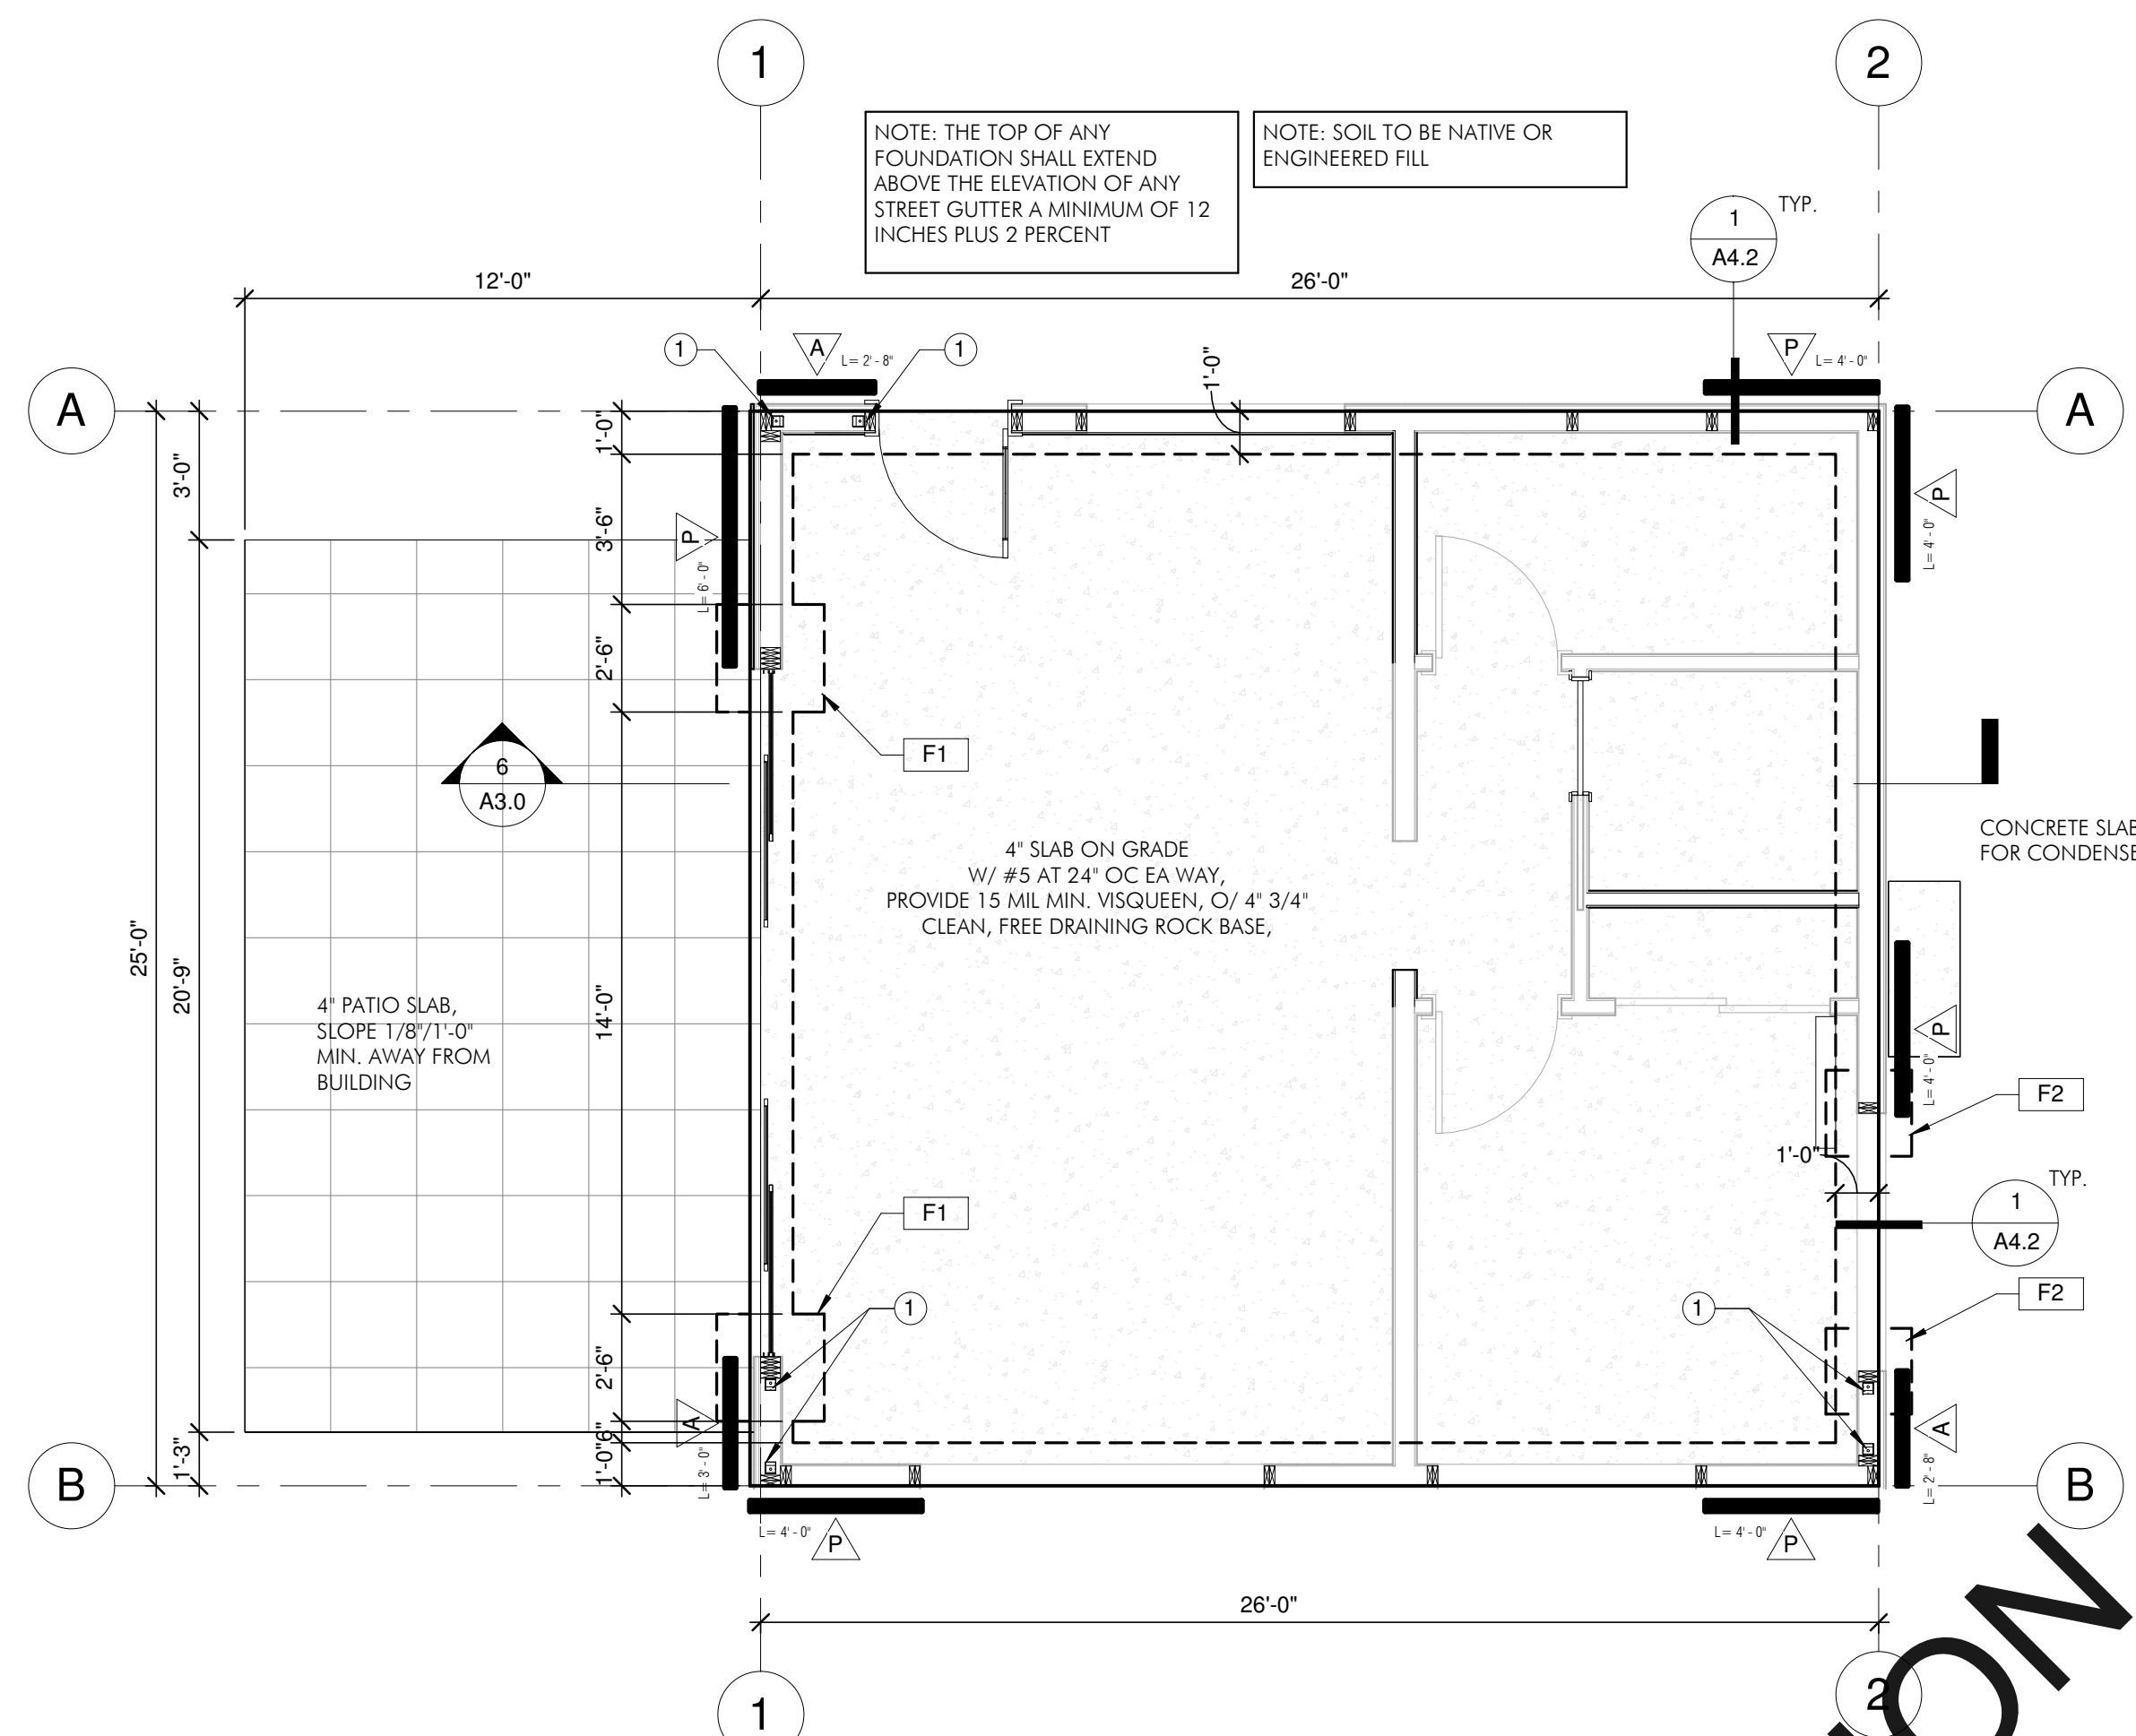 1
2
NOTE: THE TOP OF ANY
FOUNDATION SHALL EXTEND
ABOVE THE ELEVATION OF ANY
STREET GUTTER A MINIMUM OF 12
INCHES PLUS 2 PERCENT
NOTE: SOIL TO BE NATIVE OR
ENGINEERED FILL
1
A4.2
TYP.
12'-0"
26'-0"
1
A
L= 2' - 8"
1
1'-0"
P
L= 4' - 0"
A
A
1'-0"
3'-0"
3'-6"
P
L= 6' - 0"
P
L= 4' - 0"
2'-6"
F1
6
A3.0
CONCRETE SLAB
FOR CONDENSE
4" SLAB ON GRADE
W/ #5 AT 24" OC EA WAY,
PROVIDE 15 MIL MIN. VISQUEEN, O/ 4" 3/4"
CLEAN, FREE DRAINING ROCK BASE,
25'-0"
20'-9"
14'-0"
4" PATIO SLAB,
SLOPE 1/8"/1'-0"
MIN. AWAY FROM
BUILDING
P
L= 4' - 0"
F2
1'-0"
TYP.
1
A4.2
F1
F2
1
1
2'-6"
A
L= 3' - 0"
6"
1'-0"
1'-3"
A
L= 2' - 8"
B
B
L= 4' - 0"
P
L= 4' - 0"
P
26'-0"
1
2
ON